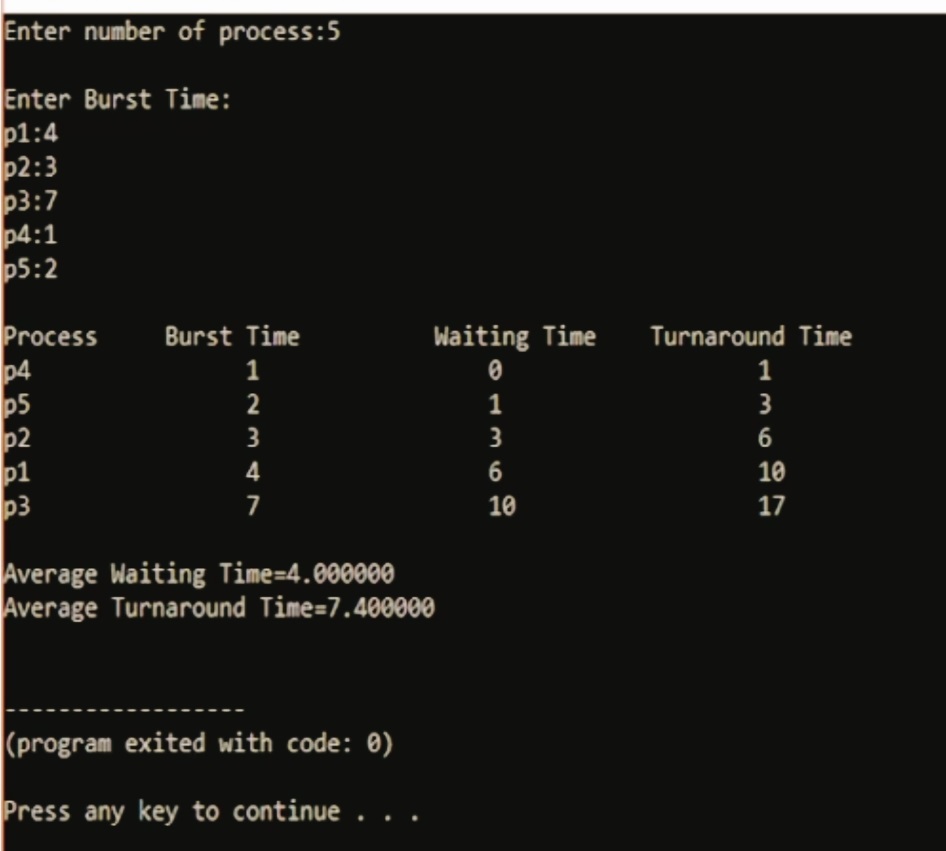 Enter number of process:5
Enter Burst Time:
p1:4
p2:3
p3:7
p4:1
p5:2
Process Burst Time Waiting Time Turnaround Time
p4 1 0 1
p5 2 1 3
p2 3 3 6
p1 4 6 10
p3 7 10 17
Average Waiting Time=4.000000
Average Turnaround Time=7.400000
------------------
(program exited with code: 0)
Press any key to continue . . .